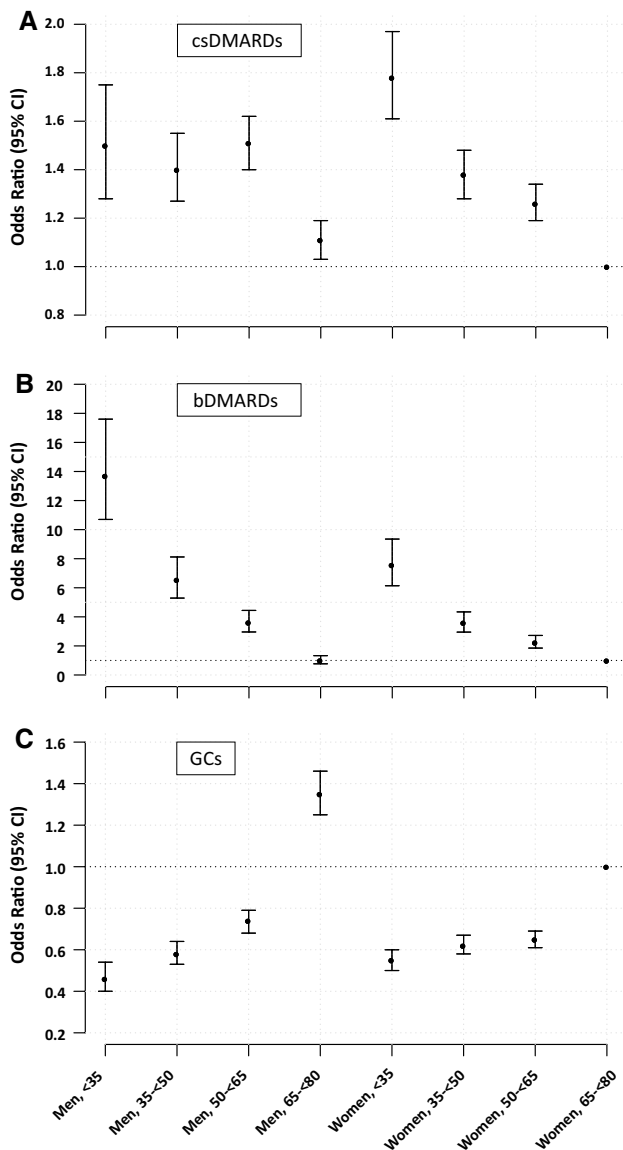 A
csDMARDs
Odds Ratio (95% CI)
2.0
1.8
1.6
1.4
1.2
1.0
0.8
B
bDMARDs
Odds Ratio (95% CI)
20
18
16
14
12
10
8
6
4
2
0
C
GCs
Odds Ratio (95% CI)
1.6
1.4
1.2
1.0
0.8
0.6
0.4
0.2
Men, <35
Men, 35-<50
Men, 50-<65
Men, 65-<80
Women, <35
Women, 35-<50
Women, 50-<65
Women, 65-<80